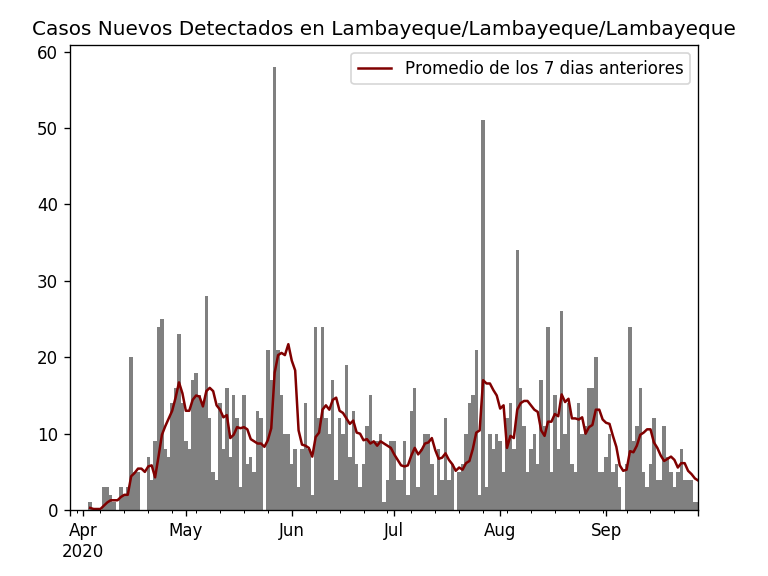 Casos Nuevos Detectados en Lambayeque/Lambayeque/Lambayeque
Promedio de los 7 dias anteriores
60
50
40
30
20
10
0
Apr May Jun Jul Aug Sep
2020